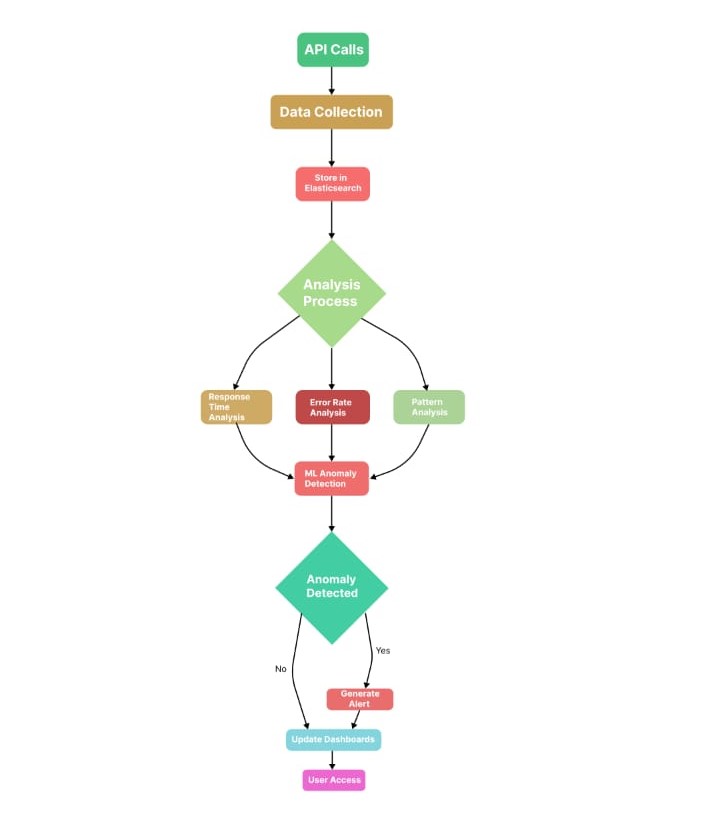 API Calls
Data Collection
Store in
Elasticsearch
Analysis
Process
Response
Time
Analysis
Error Rate
Analysis
Pattern
Analysis
ML Anomaly
Detection
Anomaly
Detected
Yes
No
Generate
Alert
Update Dashboards
User Access